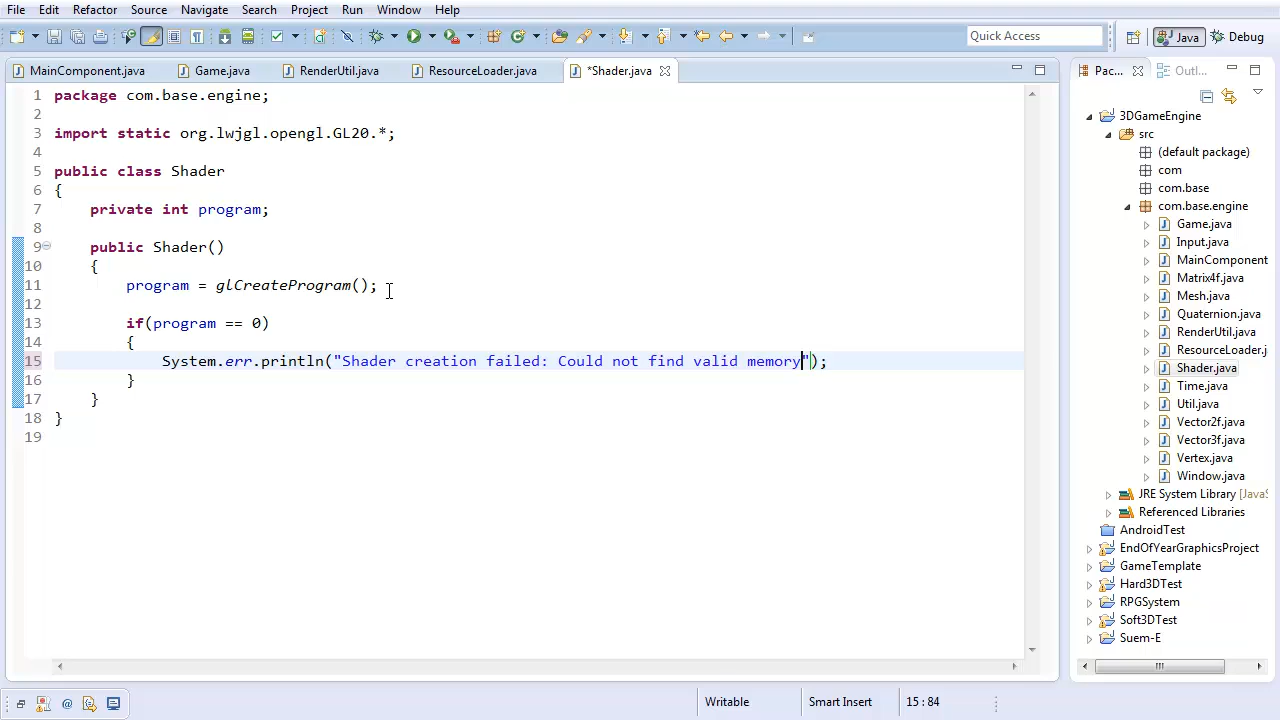 File Edit Refactor Source Navigate Search Project Run Window Help
Quick Access
Java
Debug
MainComponent.java
Game.java
RenderUtil.java
ResourceLoader.java
*Shader.java
1 package com.base.engine;
2
3 import static org.lwjgl.opengl.GL20.*;
4
5 public class Shader
6 {
7 private int program;
8
9 public Shader()
10 {
11 program = glCreateProgram();
12
13 if(program == 0)
14 {
15 System.err.println("Shader creation failed: Could not find valid memory");
16 }
17 }
18 }
19
Pac...
Outl...
3DGameEngine
src
(default package)
com
com.base
com.base.engine
Game.java
Input.java
MainComponent
Matrix4f.java
Mesh.java
Quaternion.java
RenderUtil.java
ResourceLoader.j
Shader.java
Time.java
Util.java
Vector2f.java
Vector3f.java
Vertex.java
Window.java
JRE System Library [JavaS
Referenced Libraries
AndroidTest
EndOfYearGraphicsProject
GameTemplate
Hard3DTest
RPGSystem
Soft3DTest
Suem-E
Writable
Smart Insert
15 : 84